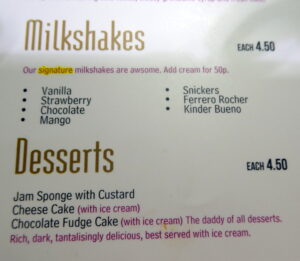 Milkshakes EACH 4.50
Our signature milkshakes are awsome. Add cream for 50p.
• Vanilla • Snickers
• Strawberry • Ferrero Rocher
• Chocolate • Kinder Bueno
• Mango
Desserts EACH 4.50
Jam Sponge with Custard
Cheese Cake (with ice cream)
Chocolate Fudge Cake (with ice cream) The daddy of all desserts.
Rich, dark, tantalisingly delicious, best served with ice cream.